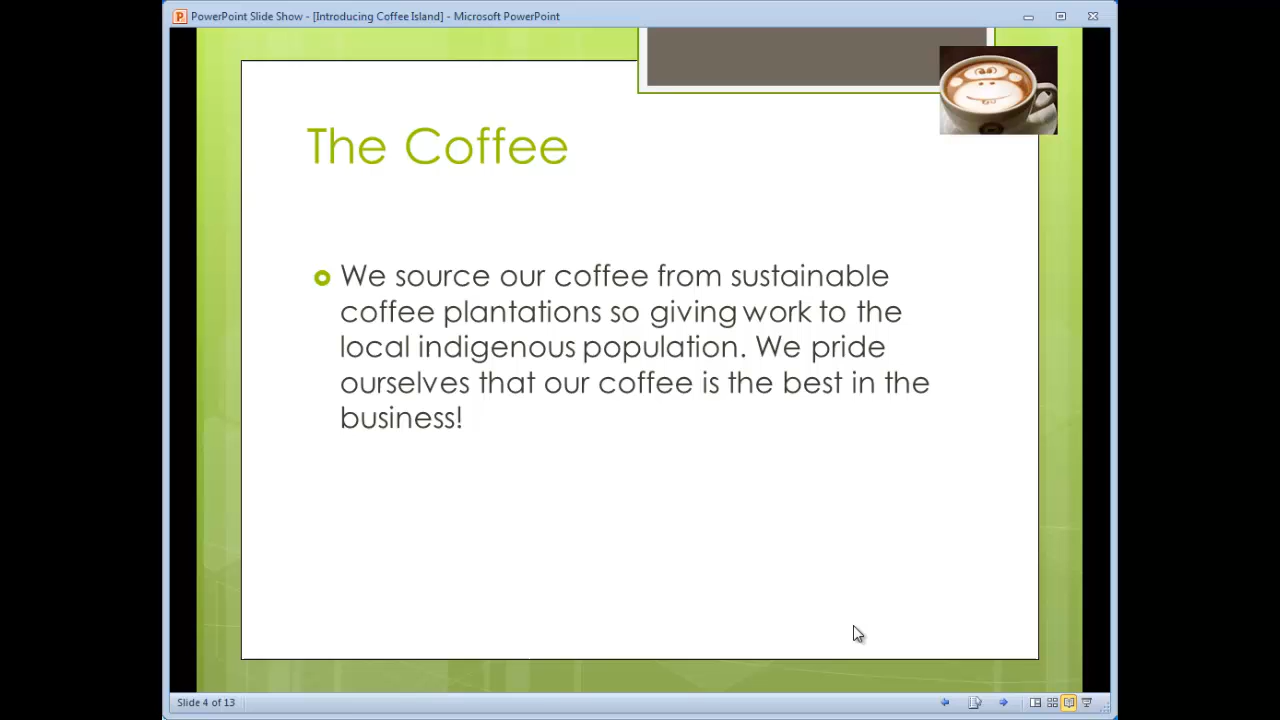 PowerPoint Slide Show - [Introducing Coffee Island] - Microsoft PowerPoint
The Coffee
We source our coffee from sustainable
coffee plantations so giving work to the
local indigenous population. We pride
ourselves that our coffee is the best in the
business!
Slide 4 of 13